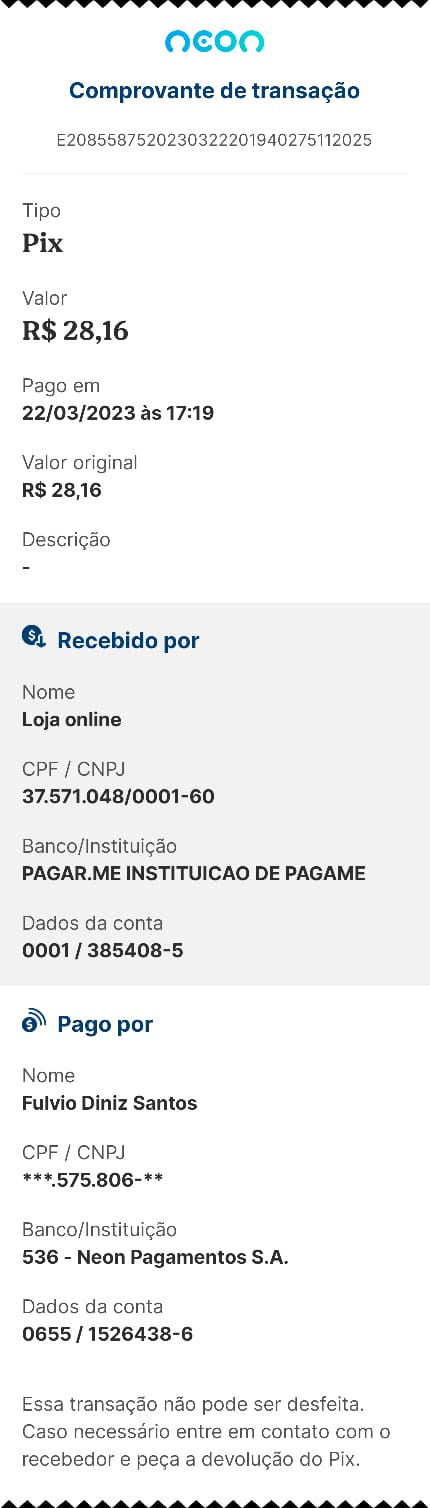 neon
Comprovante de transação
E20855875202303222201940275112025
Tipo
Pix
Valor
R$ 28,16
Pago em
22/03/2023 às 17:19
Valor original
R$ 28,16
Descrição
-
Recebido por
Nome
Loja online
CPF / CNPJ
37.571.048/0001-60
Banco/Instituição
PAGAR.ME INSTITUICAO DE PAGAME
Dados da conta
0001 / 385408-5
Pago por
Nome
Fulvio Diniz Santos
CPF / CNPJ
***.575.806-**
Banco/Instituição
536 - Neon Pagamentos S.A.
Dados da conta
0655 / 1526438-6
Essa transação não pode ser desfeita.
Caso necessário entre em contato com o
recebedor e peça a devolução do Pix.